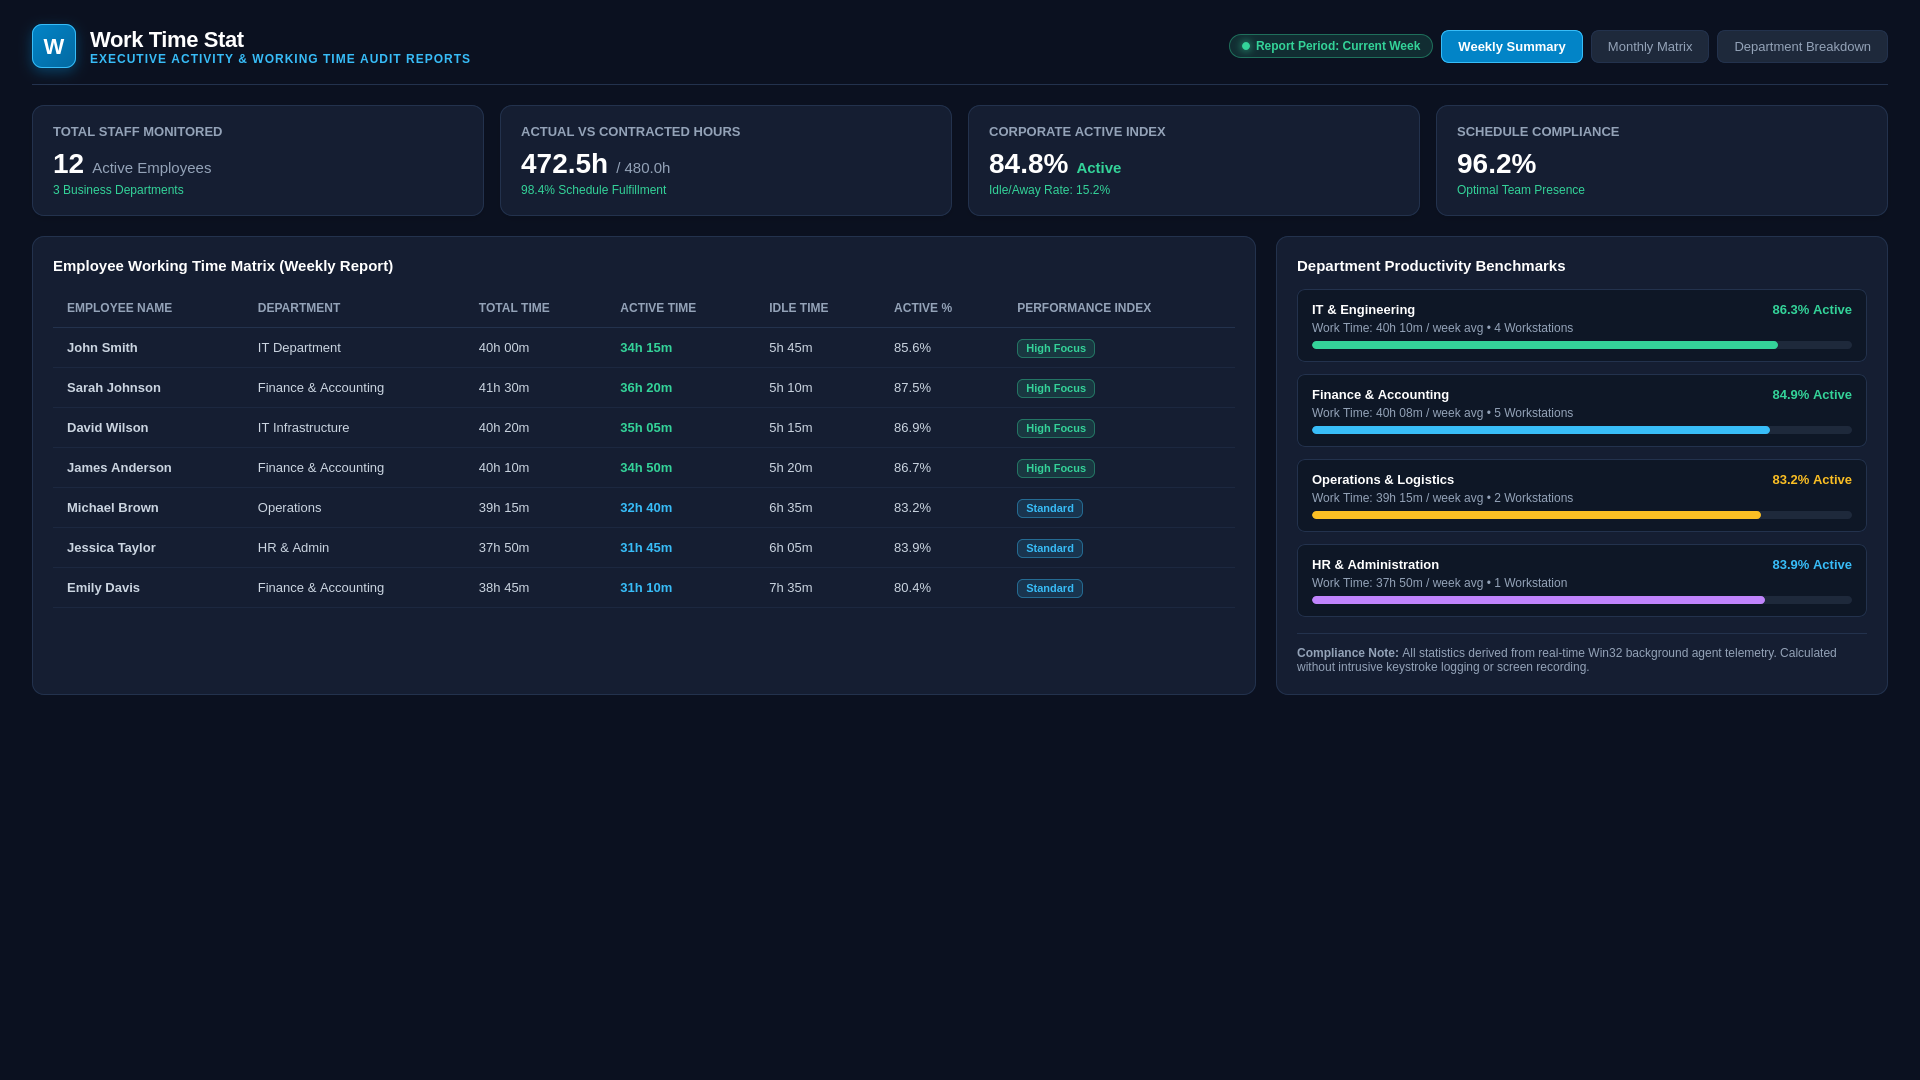 W
Work Time Stat
EXECUTIVE ACTIVITY & WORKING TIME AUDIT REPORTS
Report Period: Current Week
Weekly Summary
Monthly Matrix
Department Breakdown
TOTAL STAFF MONITORED
12 Active Employees
3 Business Departments
ACTUAL VS CONTRACTED HOURS
472.5h / 480.0h
98.4% Schedule Fulfillment
CORPORATE ACTIVE INDEX
84.8% Active
Idle/Away Rate: 15.2%
SCHEDULE COMPLIANCE
96.2%
Optimal Team Presence
Employee Working Time Matrix (Weekly Report)
EMPLOYEE NAME DEPARTMENT TOTAL TIME ACTIVE TIME IDLE TIME ACTIVE % PERFORMANCE INDEX
John Smith IT Department 40h 00m 34h 15m 5h 45m 85.6% High Focus
Sarah Johnson Finance & Accounting 41h 30m 36h 20m 5h 10m 87.5% High Focus
David Wilson IT Infrastructure 40h 20m 35h 05m 5h 15m 86.9% High Focus
James Anderson Finance & Accounting 40h 10m 34h 50m 5h 20m 86.7% High Focus
Michael Brown Operations 39h 15m 32h 40m 6h 35m 83.2% Standard
Jessica Taylor HR & Admin 37h 50m 31h 45m 6h 05m 83.9% Standard
Emily Davis Finance & Accounting 38h 45m 31h 10m 7h 35m 80.4% Standard
Department Productivity Benchmarks
IT & Engineering 86.3% Active
Work Time: 40h 10m / week avg • 4 Workstations
Finance & Accounting 84.9% Active
Work Time: 40h 08m / week avg • 5 Workstations
Operations & Logistics 83.2% Active
Work Time: 39h 15m / week avg • 2 Workstations
HR & Administration 83.9% Active
Work Time: 37h 50m / week avg • 1 Workstation
Compliance Note: All statistics derived from real-time Win32 background agent telemetry. Calculated
without intrusive keystroke logging or screen recording.